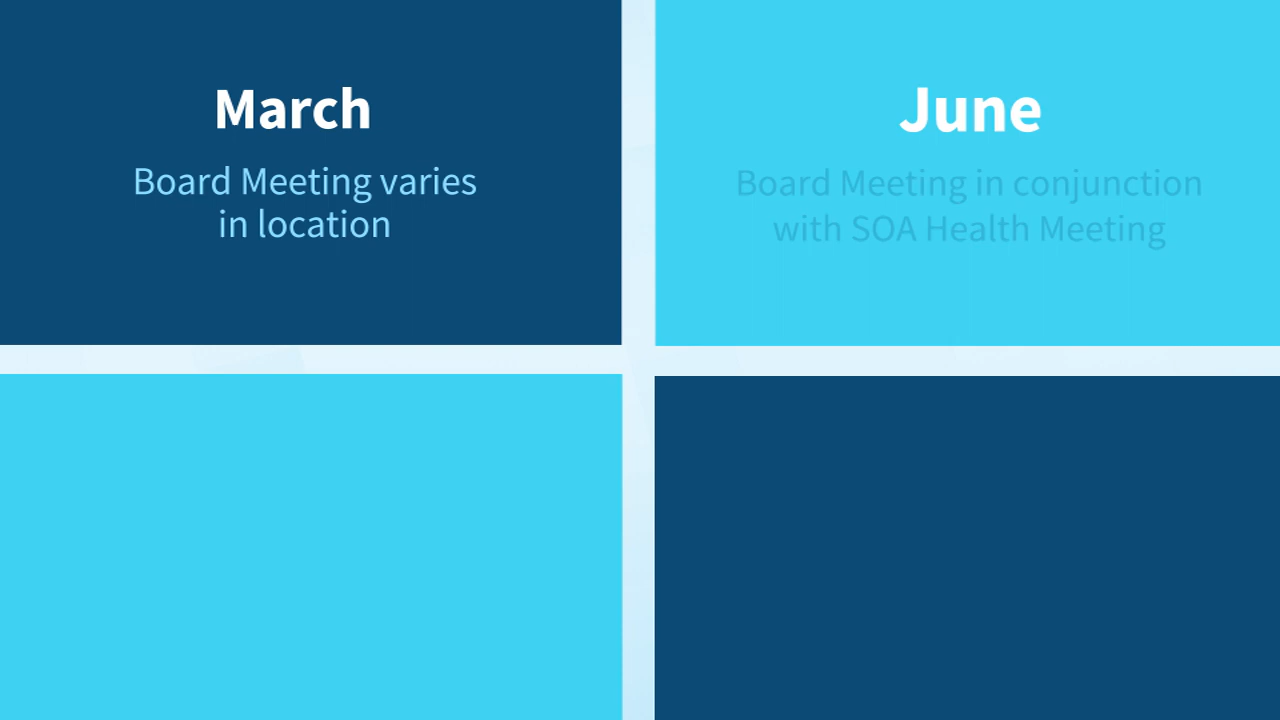 March
Board Meeting varies
in location
June
Board Meeting in conjunction
with SOA Health Meeting